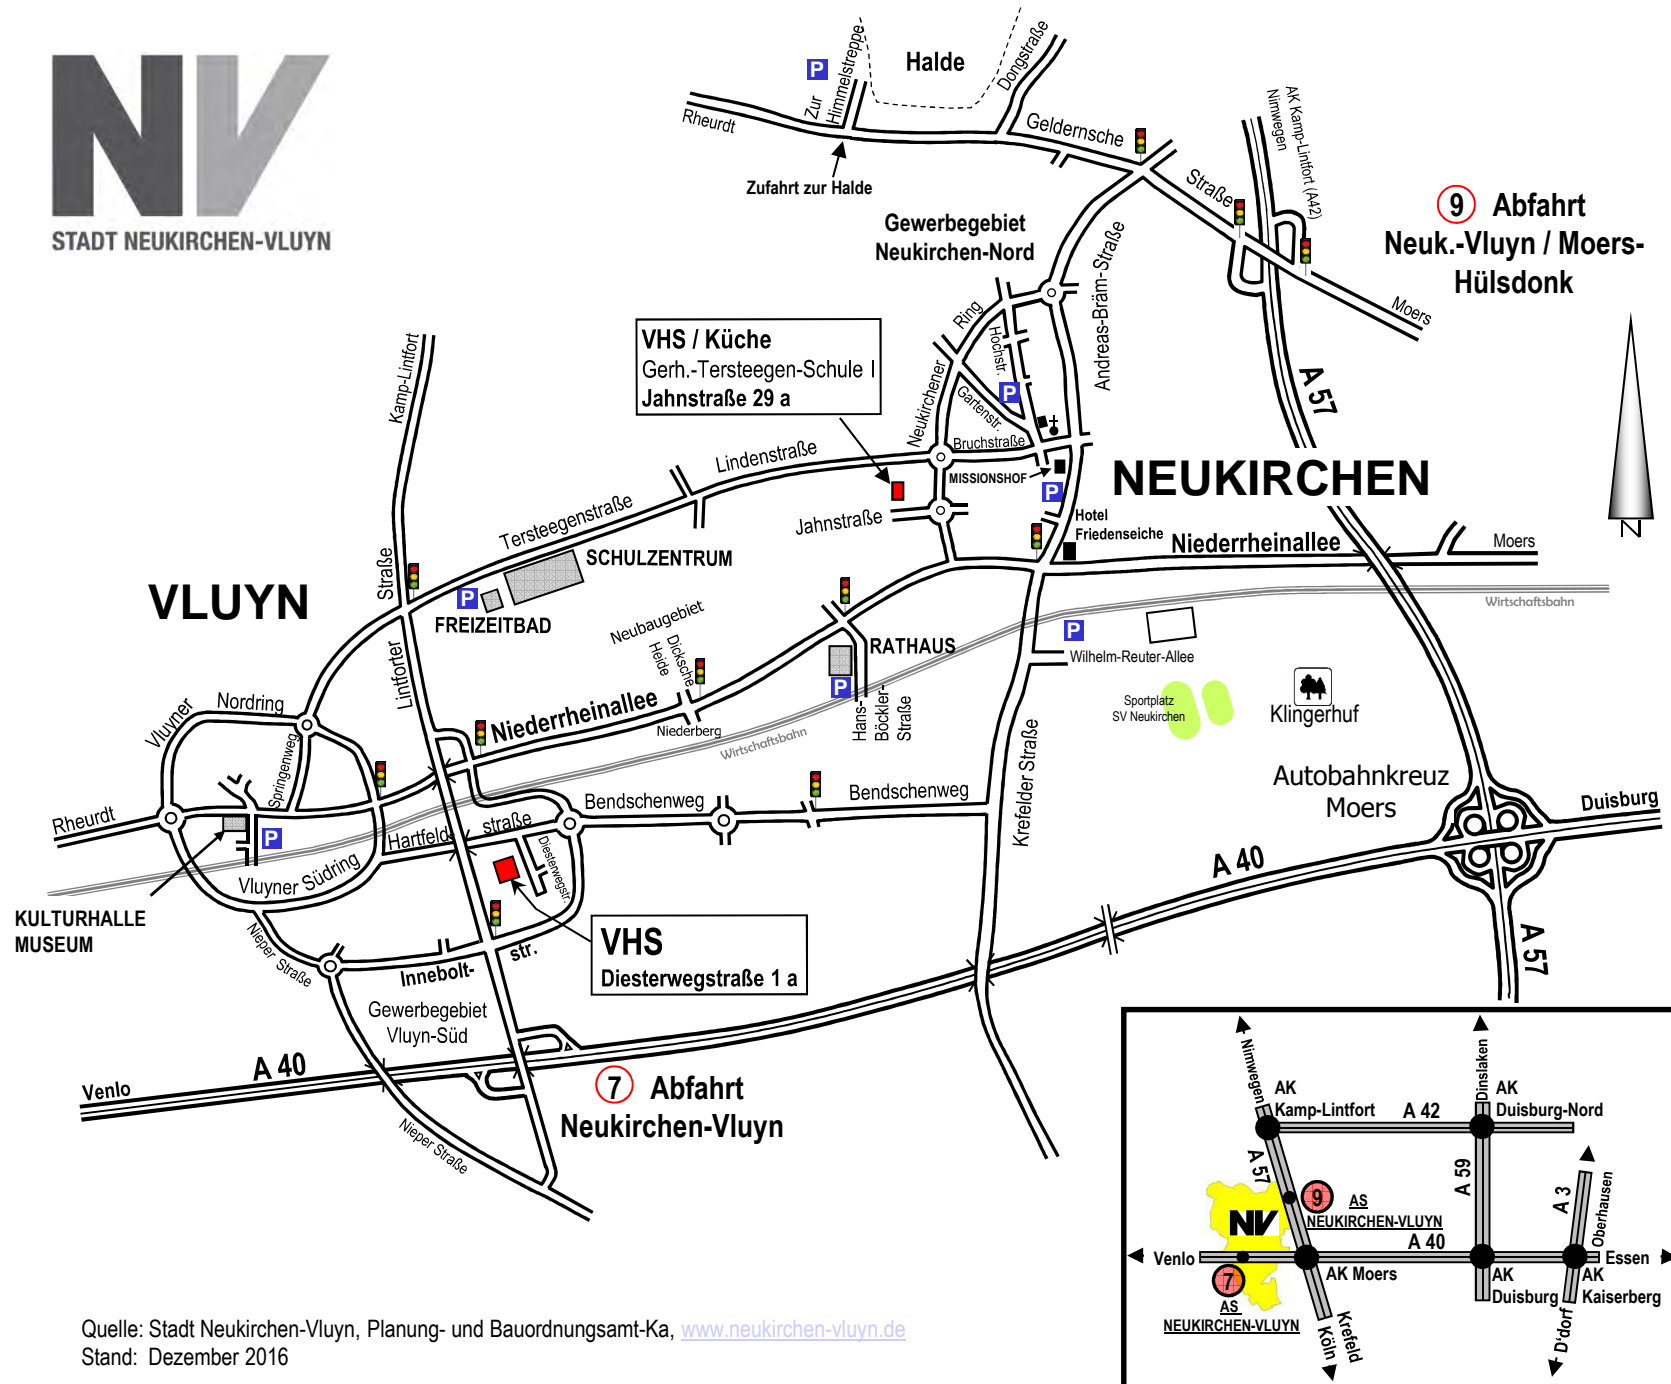 NV
STADT NEUKIRCHEN-VLUYN
P
Halde
Zur
Himmelstreppe
Dongstraße
Rheurdt
Geldernsche
Straße
AK Kamp-Lintfort (A42)
Nimwegen
Zufahrt zur Halde
9 Abfahrt
Neuk.-Vluyn / Moers-
Hülsdonk
Gewerbegebiet
Neukirchen-Nord
Andreas-Bräm-Straße
Moers
Ring
Hochstr.
Neukirchener
Gartenstr.
P
Bruchstraße
MISSIONSHOF
P
VHS / Küche
Gerh.-Tersteegen-Schule I
Jahnstraße 29 a
Kamp-Lintfort
Lindenstraße
A 57
NEUKIRCHEN
N
Tersteegenstraße
Jahnstraße
Hotel
Friedenseiche
Niederrheinallee
Moers
Straße
SCHULZENTRUM
VLUYN
P
FREIZEITBAD
Neubaugebiet
Dicksche
Heide
RATHAUS
P
P
Wirtschaftsbahn
Wilhelm-Reuter-Allee
Lintforter
Nordring
Vluyner
Niederrheinallee
Niederberg
Hans-
Böckler-
Straße
Sportplatz
SV Neukirchen
Klingerhuf
Wirtschaftsbahn
Krefelder Straße
Springenweg
Autobahnkreuz
Moers
Rheurdt
P
Bendschenweg
Bendschenweg
Duisburg
Hartfeld
straße
Diesterwegstr.
Vluyner Südring
A 40
KULTURHALLE
MUSEUM
Nieper Straße
VHS
Diesterwegstraße 1 a
Innebolt-
str.
A 57
Gewerbegebiet
Vluyn-Süd
A 40
Venlo
7 Abfahrt
Neukirchen-Vluyn
Nieper Straße
Nimwegen
Dinslaken
AK
Kamp-Lintfort
A 42
AK
Duisburg-Nord
A 57
A 59
A 3
Oberhausen
NV
9
AS
NEUKIRCHEN-VLUYN
A 40
Venlo
Essen
7
AK Moers
AK
Duisburg
AK
Kaiserberg
AS
NEUKIRCHEN-VLUYN
Krefeld
Köln
D'dorf
Quelle: Stadt Neukirchen-Vluyn, Planung- und Bauordnungsamt-Ka, www.neukirchen-vluyn.de
Stand: Dezember 2016